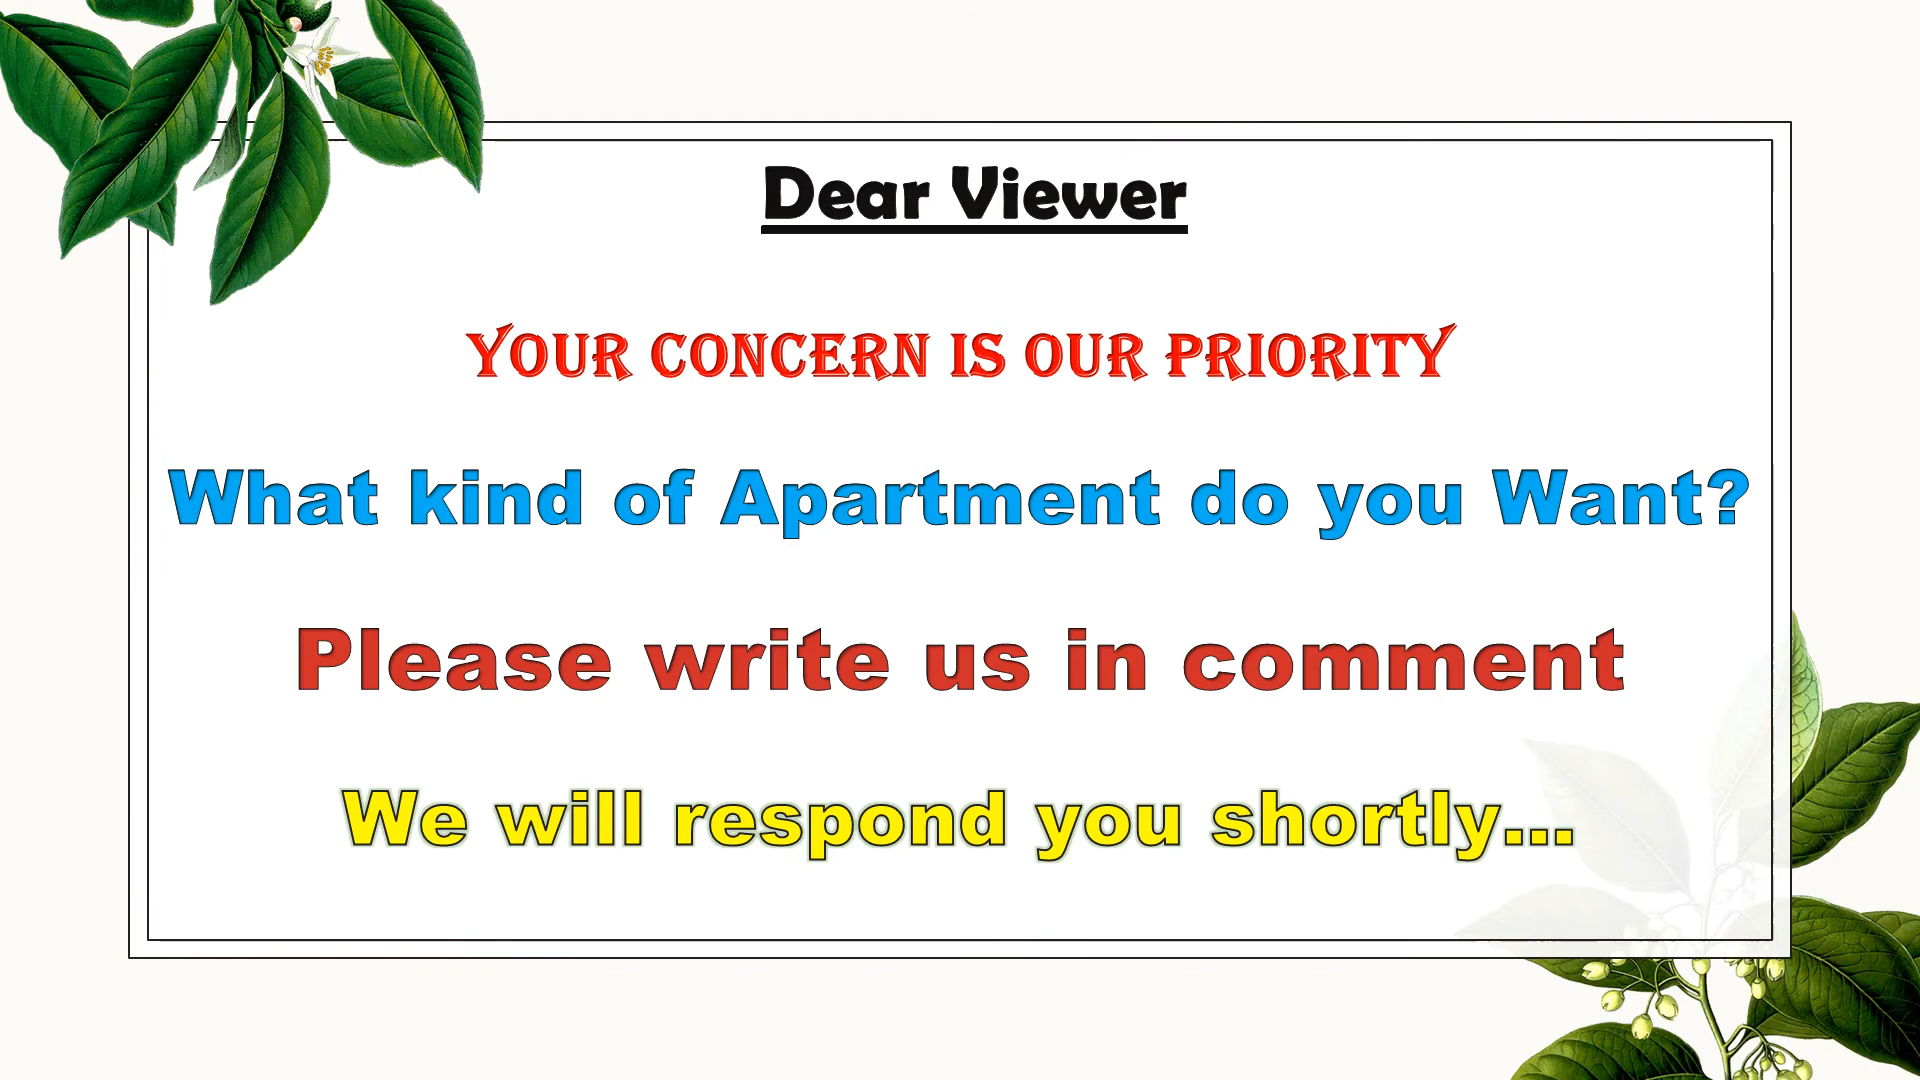 Dear Viewer
YOUR CONCERN IS OUR PRIORITY
What kind of Apartment do you Want?
Please write us in comment
We will respond you shortly...